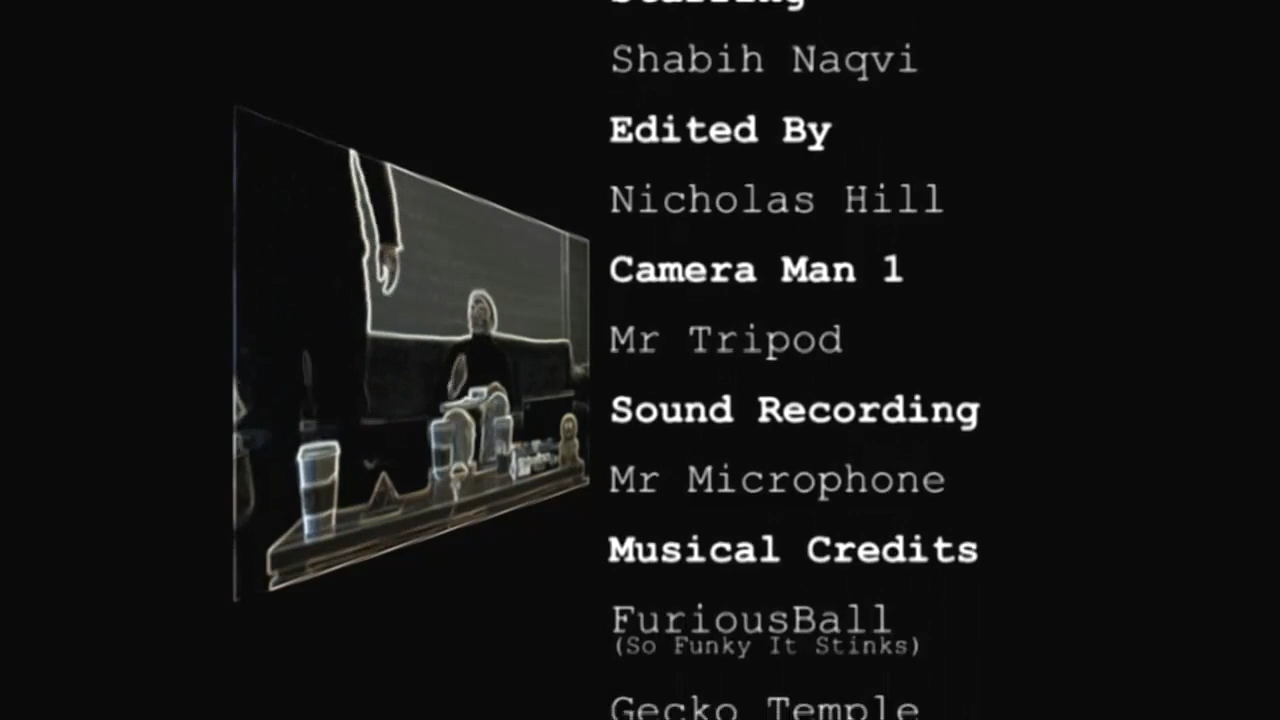 Starring
Shabih Naqvi
Edited By
Nicholas Hill
Camera Man 1
Mr Tripod
Sound Recording
Mr Microphone
Musical Credits
FuriousBall
(So Funky It Stinks)
Gecko Temple